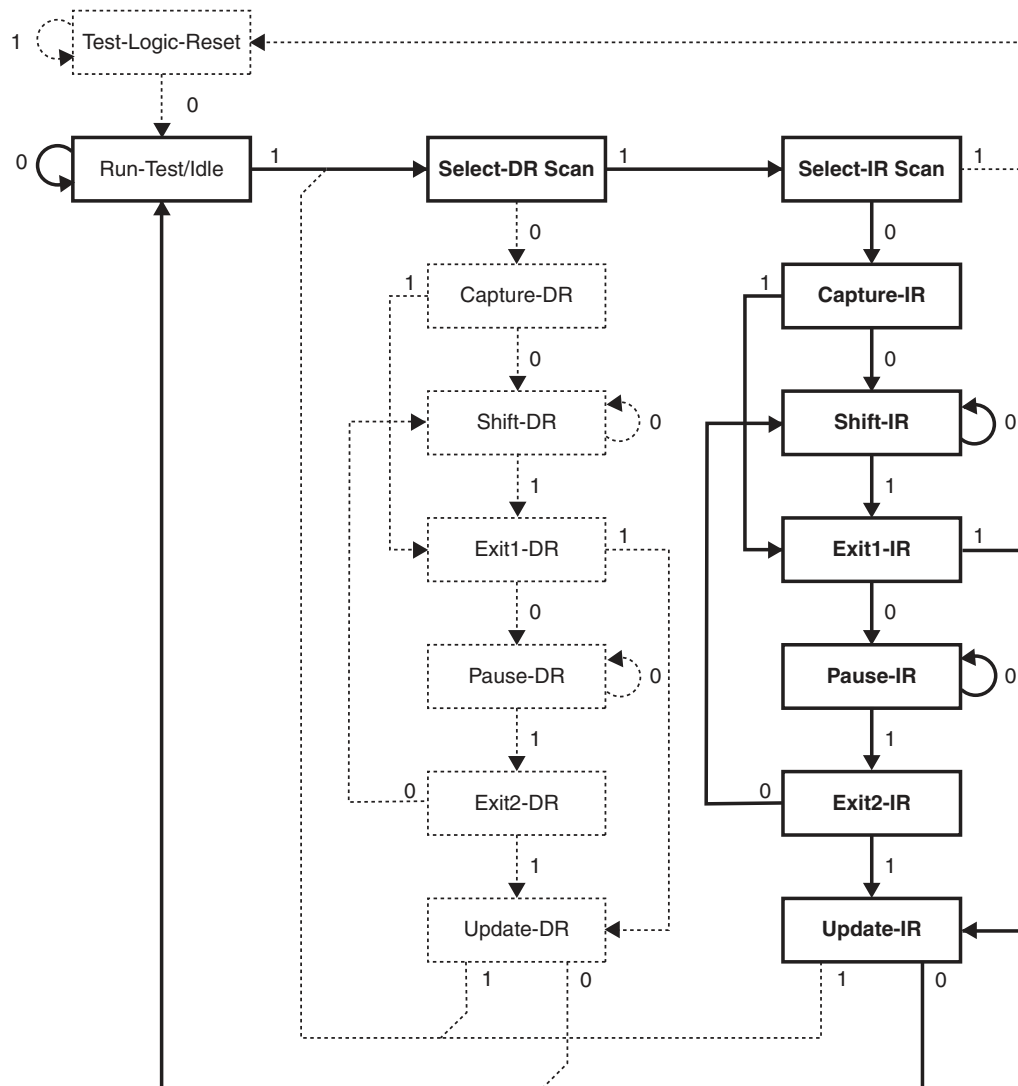 Test-Logic-Reset
1
0
Run-Test/Idle
0
1
Select-DR Scan
1
Select-IR Scan
1
0
0
Capture-DR
1
Capture-IR
1
0
0
Shift-DR
0
Shift-IR
0
1
1
Exit1-DR
1
Exit1-IR
1
0
0
Pause-DR
0
Pause-IR
0
1
1
Exit2-DR
0
Exit2-IR
0
1
1
Update-DR
Update-IR
1
0
1
0